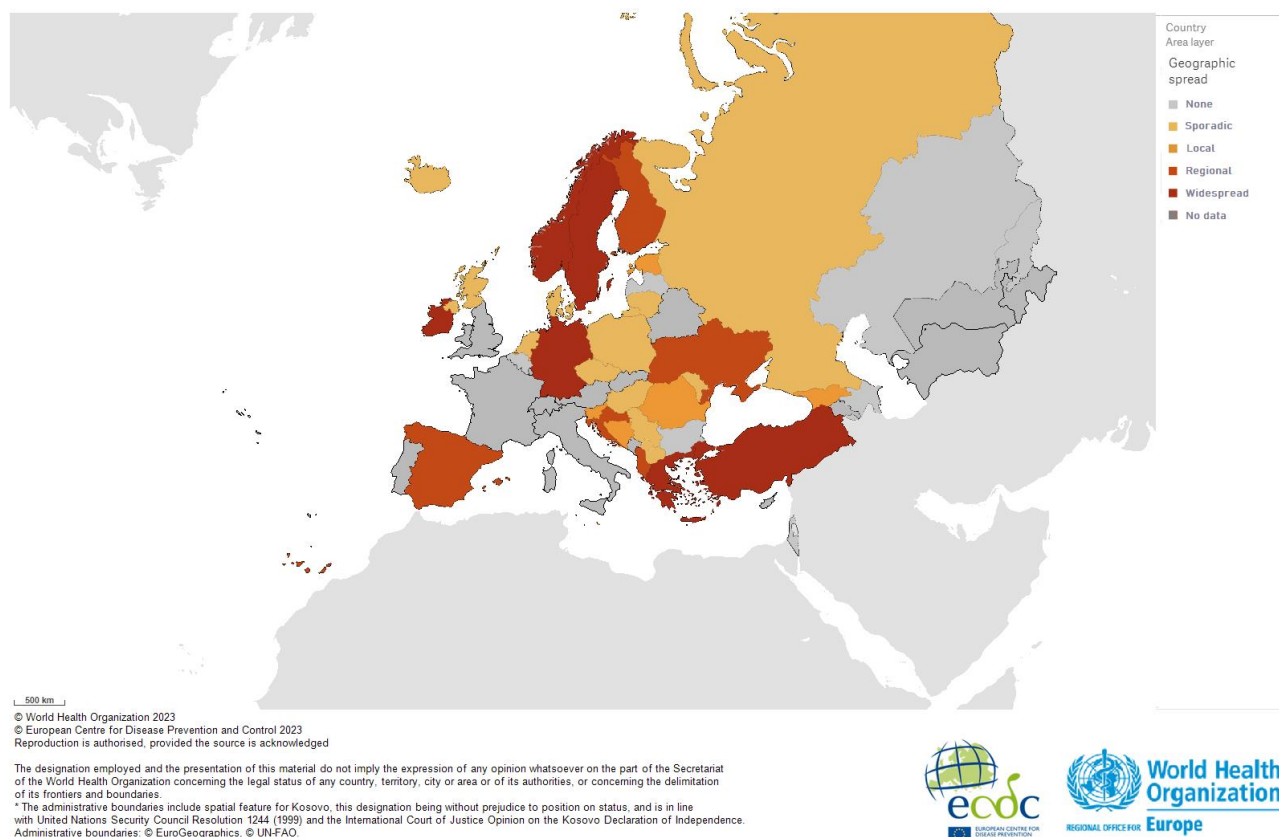 Country
Area layer
Geographic
spread
None
Sporadic
Local
Regional
Widespread
No data
500 km
© World Health Organization 2023
© European Centre for Disease Prevention and Control 2023
Reproduction is authorised, provided the source is acknowledged
The designation employed and the presentation of this material do not imply the expression of any opinion whatsoever on the part of the Secretariat
of the World Health Organization concerning the legal status of any country, territory, city or area or of its authorities, or concerning the delimitation
of its frontiers and boundaries.
* The administrative boundaries include spatial feature for Kosovo, this designation being without prejudice to position on status, and is in line
with United Nations Security Council Resolution 1244 (1999) and the International Court of Justice Opinion on the Kosovo Declaration of Independence.
Administrative boundaries: © EuroGeographics, © UN-FAO.
ecdc
EUROPEAN CENTRE FOR
DISEASE PREVENTION
World Health
Organization
REGIONAL OFFICE FOR Europe